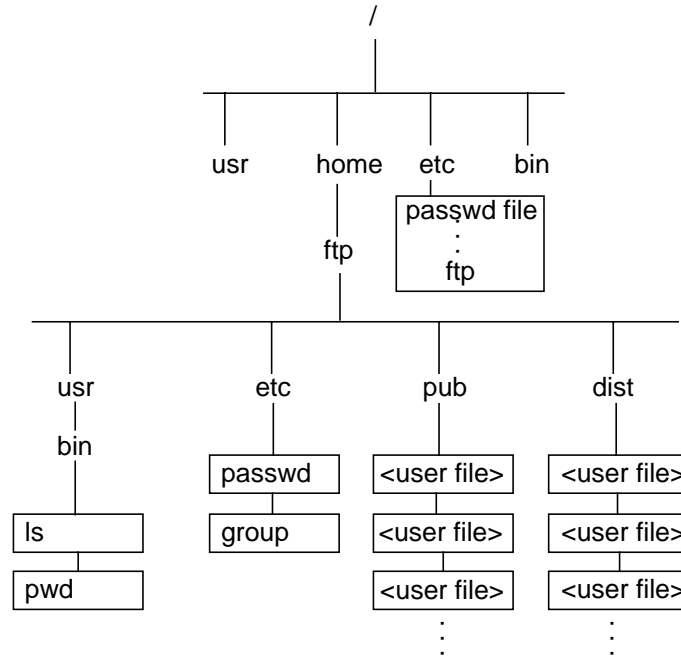 /
usr home etc bin
passwd file
ftp
ftp
usr etc pub dist
bin
passwd <user file> <user file>
ls group <user file> <user file>
pwd <user file> <user file>